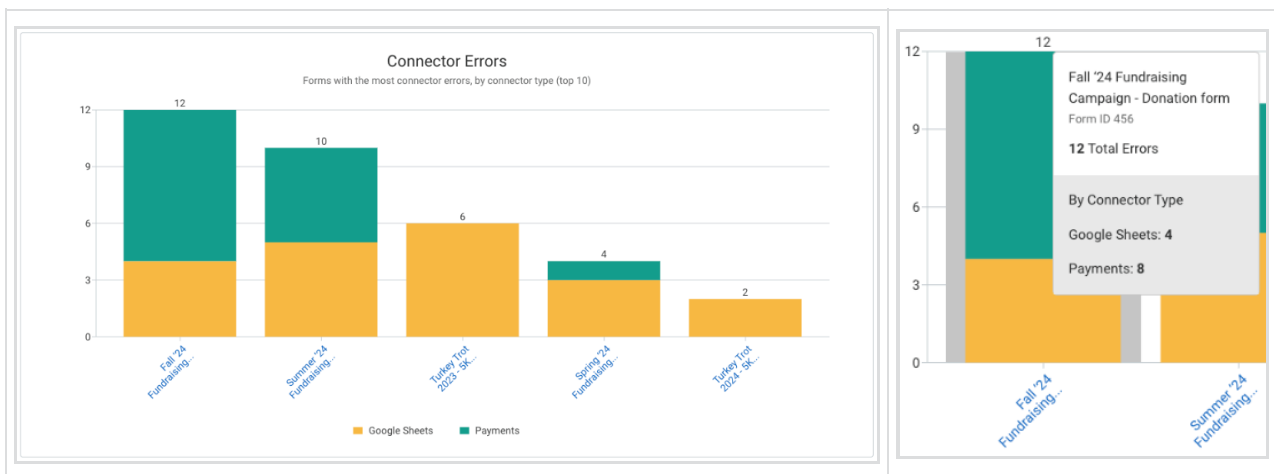 Connector Errors
Forms with the most connector errors, by connector type (top 10)
12
9
6
3
0
12
10
6
4
2
Fall '24
Fundraising...
Summer '24
Fundraising...
Turkey Trot
2023 - 5K...
Spring '24
Fundraising...
Turkey Trot
2024 - 5K...
Google Sheets
Payments
12
12
9
6
3
0
Fall '24 Fundraising
Campaign - Donation form
Form ID 456
12 Total Errors
By Connector Type
Google Sheets: 4
Payments: 8
Fall '24
Fundraising...
Summer '24
Fundraising...